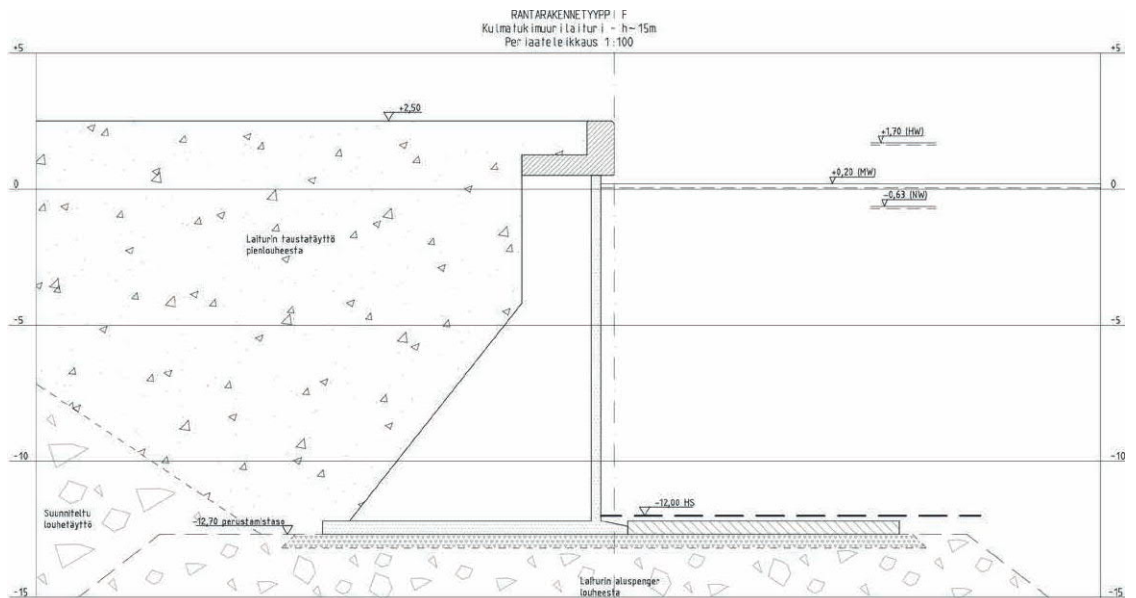 RANTARAKENNETYYPPI F
Kulmatukimuurilaituri - h~15m
Periaateleikkaus 1:100
+5
+5
+2,50
+1,70 (HW)
+0,20 (MW)
0
0
-0,63 (NW)
Laiturin taustatäyttö
pienlouheesta
-5
-5
-10
-10
-12,00 HS
Suunniteltu
louhetäyttö
-12,70 perustamistaso
Laiturin aluspenger
louheesta
-15
-15